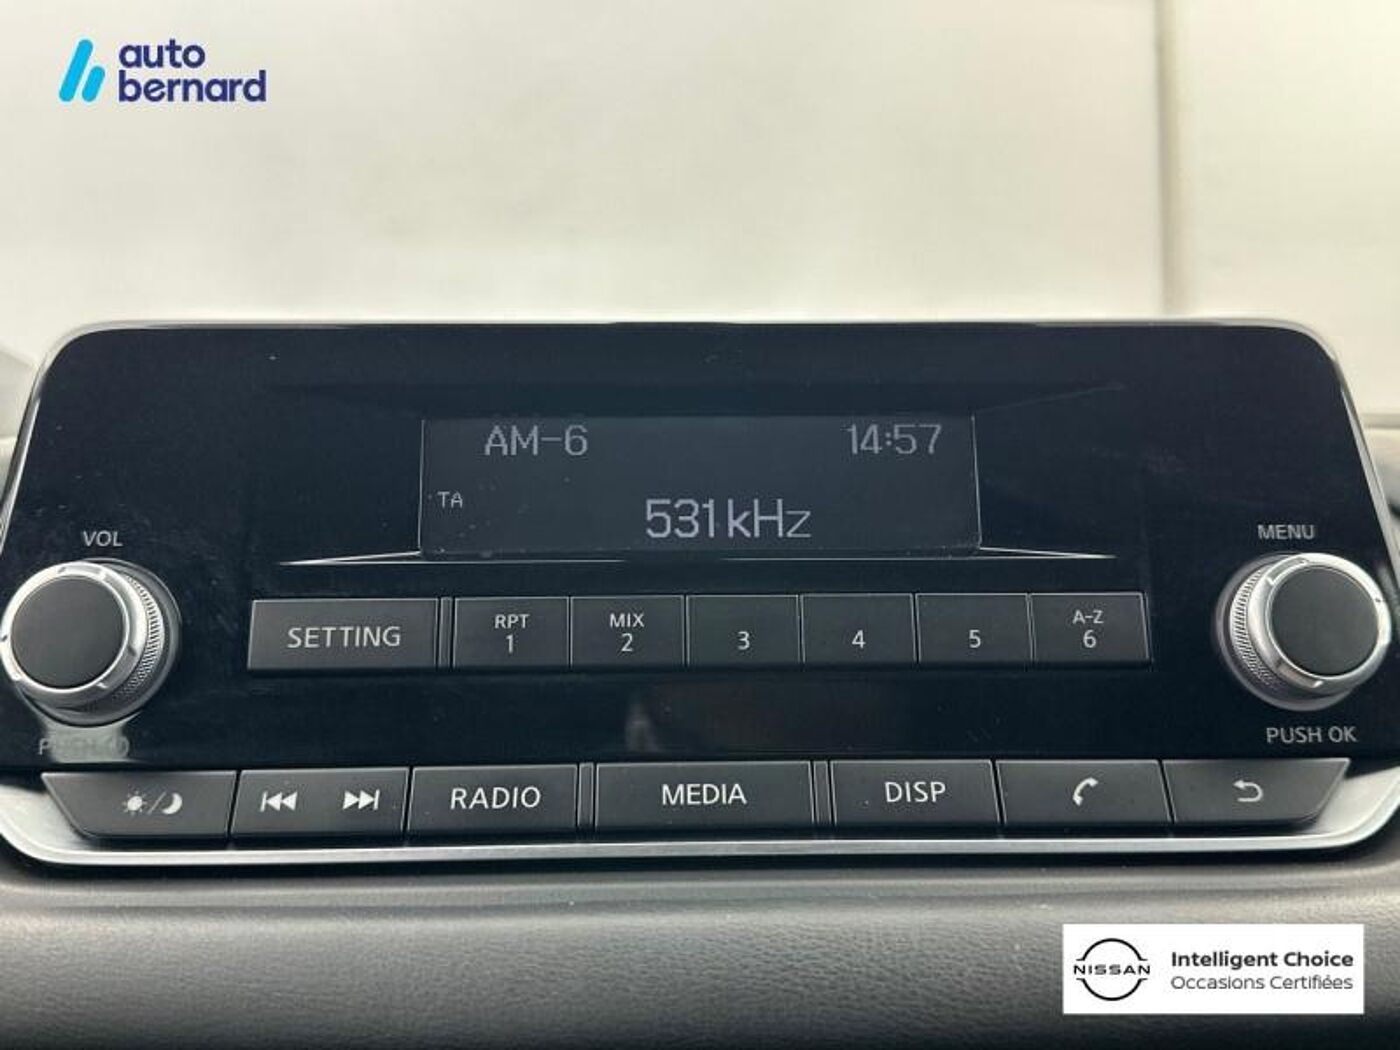 auto
bernard
AM-6 14:57
TA
531kHz
VOL
MENU
SETTING
RPT
1
MIX
2
3
4
5
A-Z
6
PUSH OK
RADIO
MEDIA
DISP
NISSAN
Intelligent Choice
Occasions Certifiées